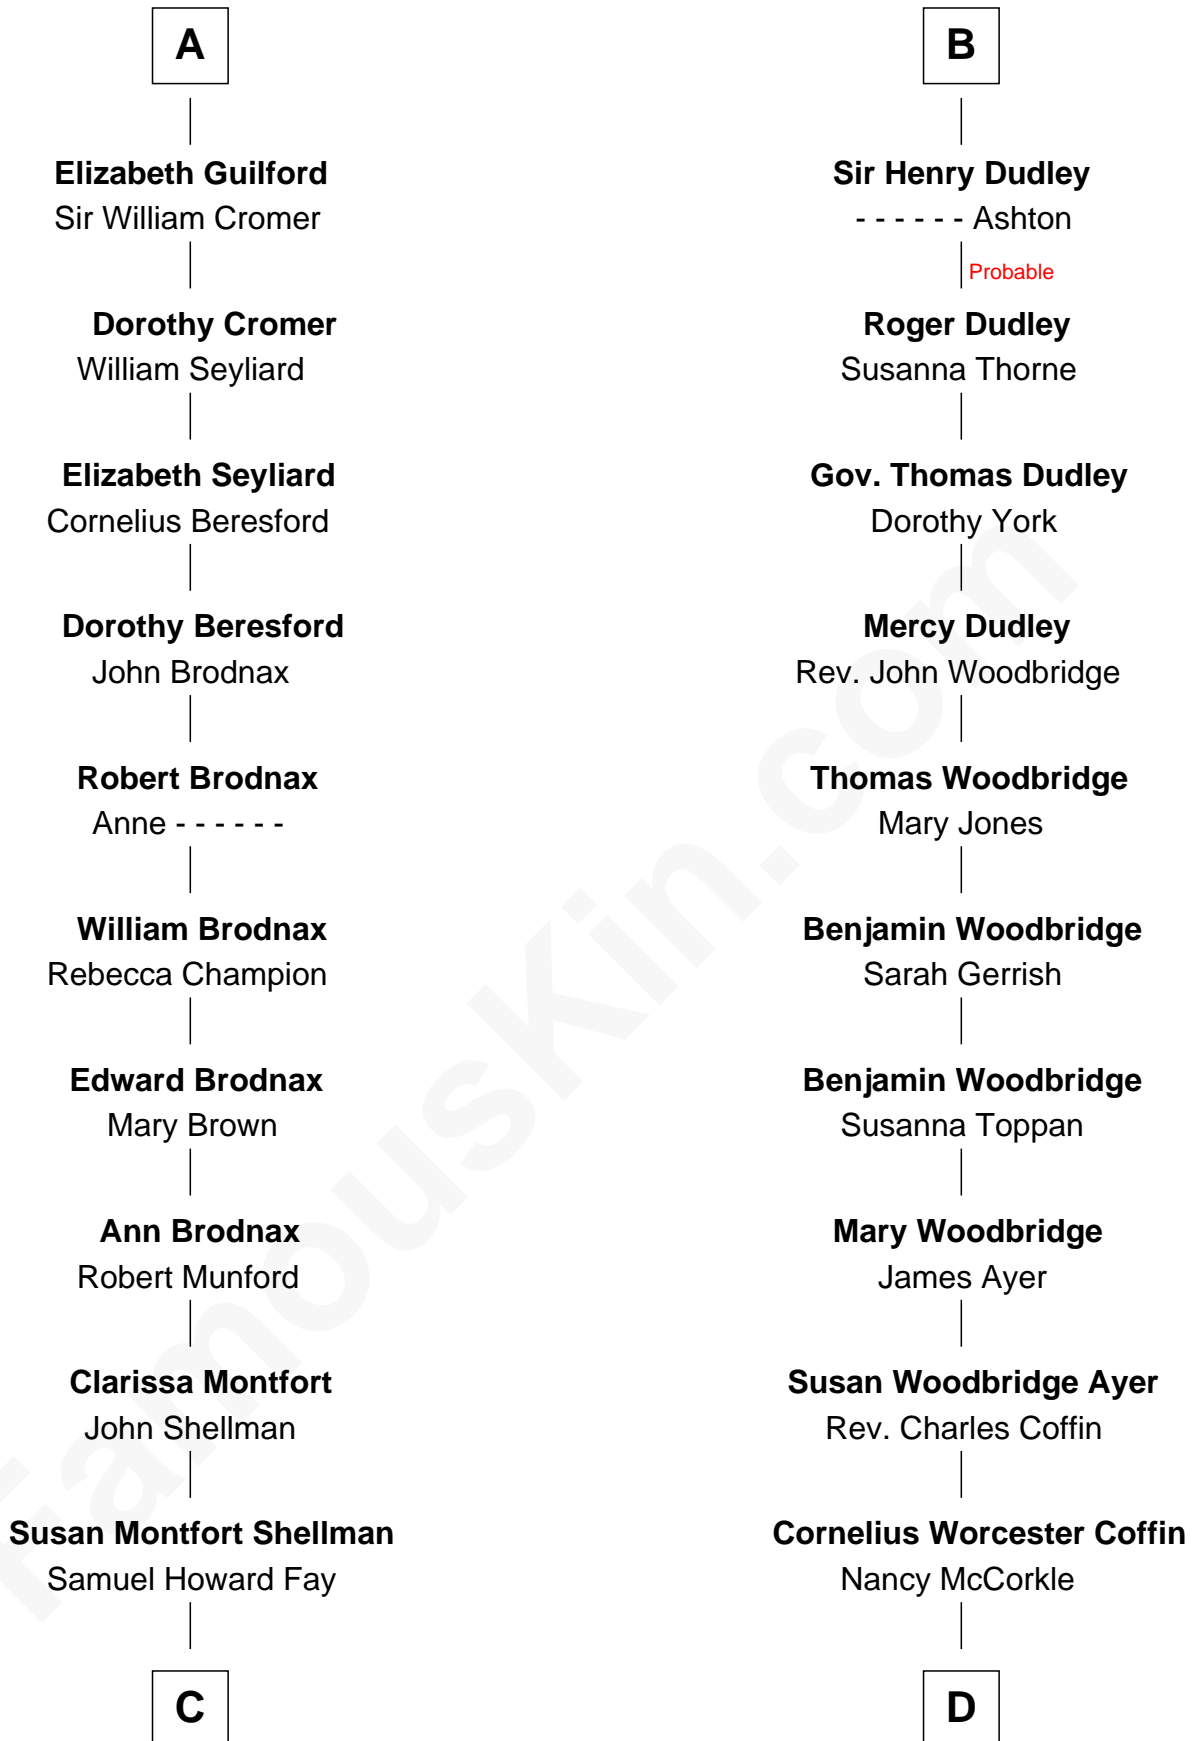 A
Elizabeth Guilford
Sir William Cromer
Dorothy Cromer
William Seyliard
Elizabeth Seyliard
Cornelius Beresford
Dorothy Beresford
John Brodnax
Robert Brodnax
Anne - - - - - -
William Brodnax
Rebecca Champion
Edward Brodnax
Mary Brown
Ann Brodnax
Robert Munford
Clarissa Montfort
John Shellman
Susan Montfort Shellman
Samuel Howard Fay
C
B
Sir Henry Dudley
- - - - - - Ashton
Probable
Roger Dudley
Susanna Thorne
Gov. Thomas Dudley
Dorothy York
Mercy Dudley
Rev. John Woodbridge
Thomas Woodbridge
Mary Jones
Benjamin Woodbridge
Sarah Gerrish
Benjamin Woodbridge
Susanna Toppan
Mary Woodbridge
James Ayer
Susan Woodbridge Ayer
Rev. Charles Coffin
Cornelius Worcester Coffin
Nancy McCorkle
D
FamousKin.com